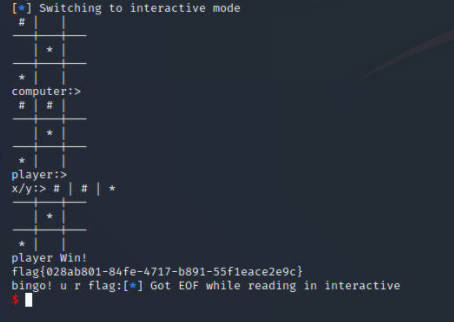 [*] Switching to interactive mode
 # |   |
───┼───┼───
   | * |
───┼───┼───
 * |   |
computer:>
 # | # |
───┼───┼───
   | * |
───┼───┼───
 * |   |
player:>
x/y:> # | # | *
───┼───┼───
   | * |
───┼───┼───
 * |   |
player Win!
flag{028ab801-84fe-4717-b891-55f1eace2e9c}
bingo! u r flag:[*] Got EOF while reading in interactive
$